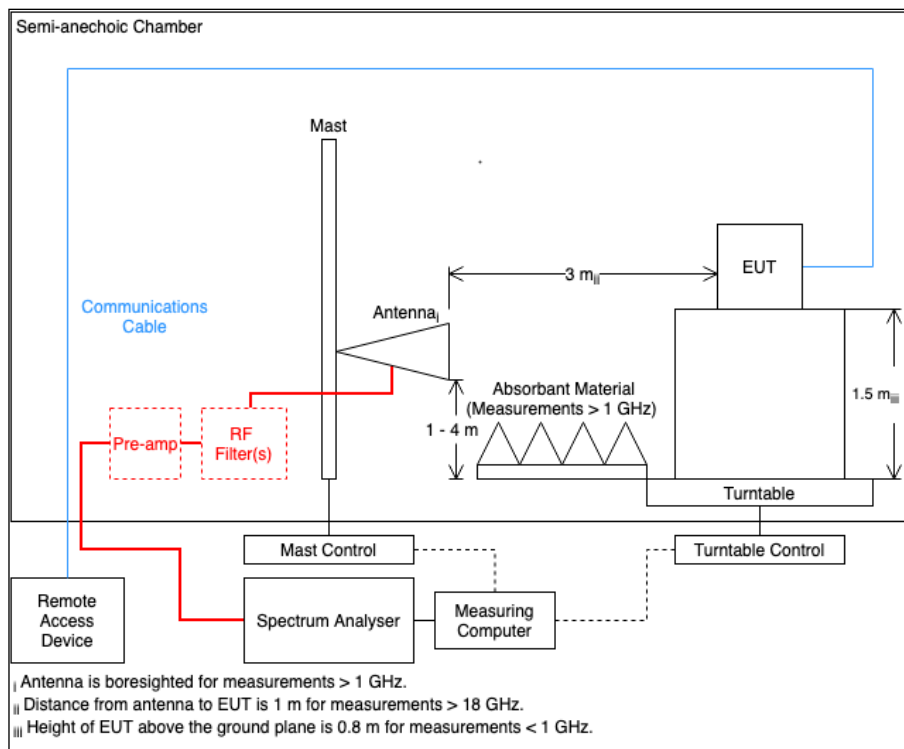 Semi-anechoic Chamber
Mast
EUT
3 m ii
Communications
Cable
Antenna i
Absorbant Material
(Measurements > 1 GHz)
1.5 m iii
1 - 4 m
Pre-amp
RF
Filter(s)
Turntable
Mast Control
Turntable Control
Remote
Access
Device
Spectrum Analyser
Measuring
Computer
i Antenna is boresighted for measurements > 1 GHz.
ii Distance from antenna to EUT is 1 m for measurements > 18 GHz.
iii Height of EUT above the ground plane is 0.8 m for measurements < 1 GHz.